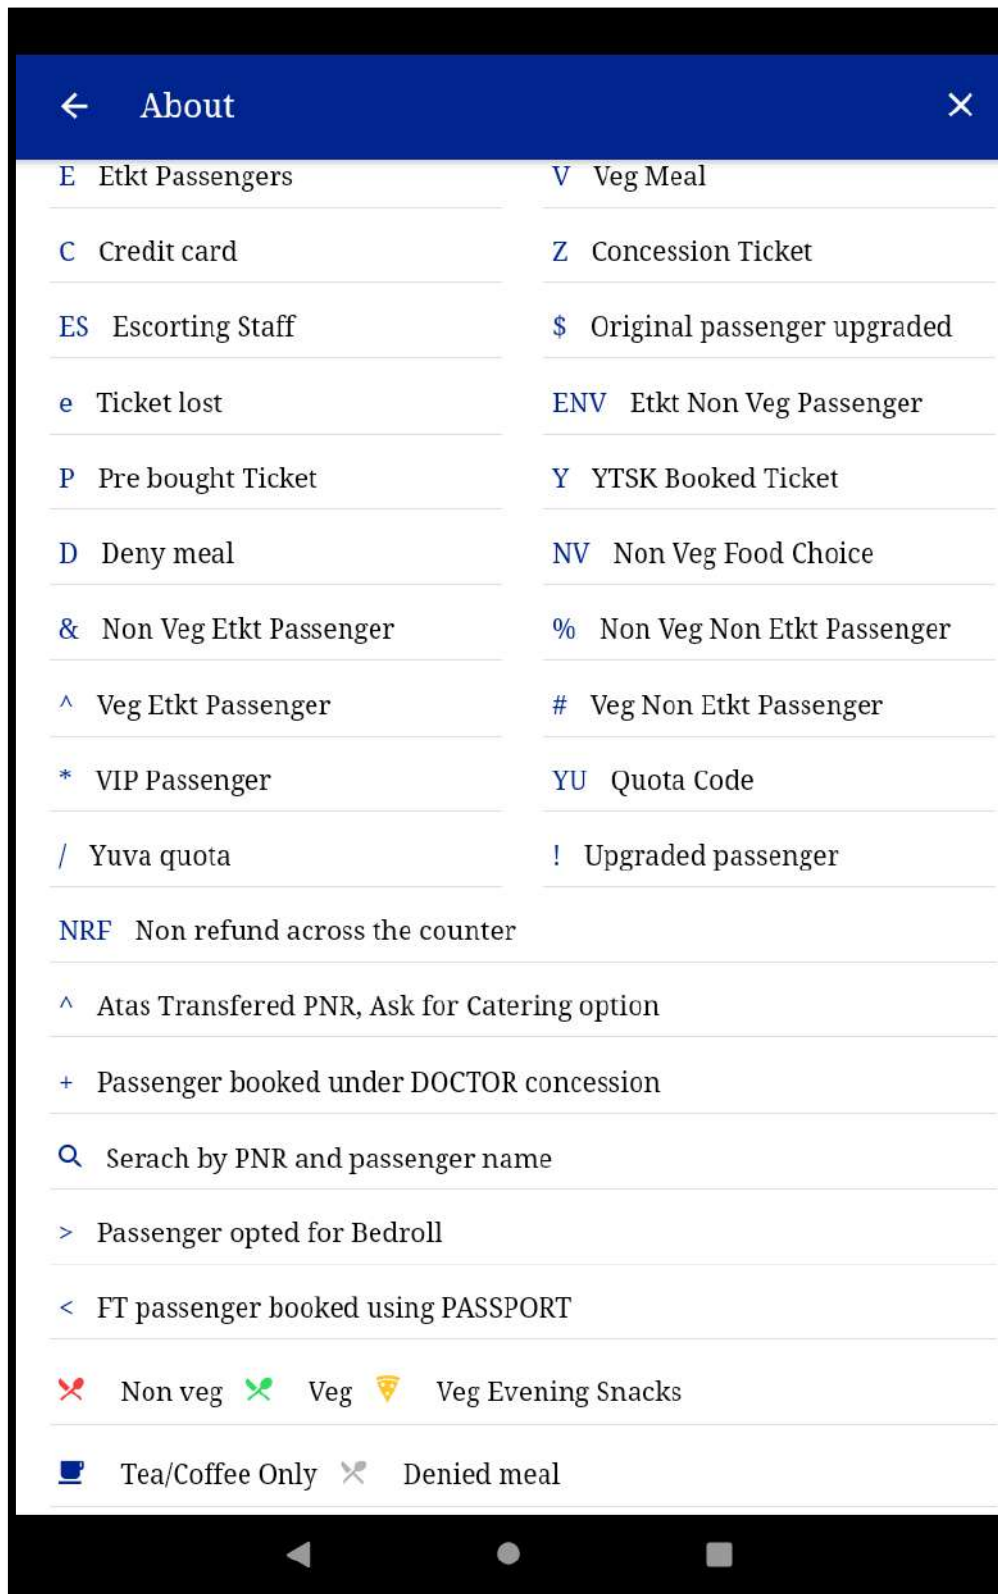 About
E Etkt Passengers V Veg Meal
C Credit card Z Concession Ticket
ES Escorting Staff $ Original passenger upgraded
e Ticket lost ENV Etkt Non Veg Passenger
P Pre bought Ticket Y YTSK Booked Ticket
D Deny meal NV Non Veg Food Choice
& Non Veg Etkt Passenger % Non Veg Non Etkt Passenger
^ Veg Etkt Passenger # Veg Non Etkt Passenger
* VIP Passenger YU Quota Code
/ Yuva quota ! Upgraded passenger
NRF Non refund across the counter
^ Atas Transfered PNR, Ask for Catering option
+ Passenger booked under DOCTOR concession
Serach by PNR and passenger name
> Passenger opted for Bedroll
< FT passenger booked using PASSPORT
Non veg Veg Veg Evening Snacks
Tea/Coffee Only Denied meal